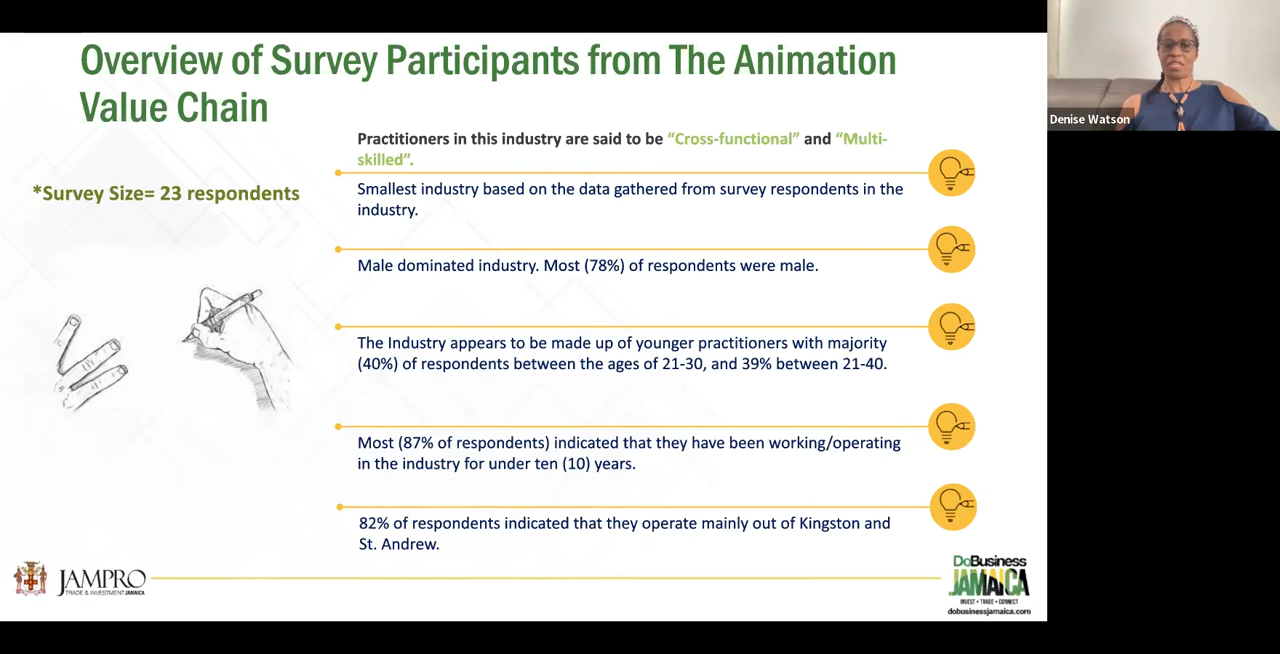 Overview of Survey Participants from The Animation
Value Chain
Practitioners in this industry are said to be “Cross-functional” and “Multi-
skilled”.
*Survey Size= 23 respondents
Smallest industry based on the data gathered from survey respondents in the
industry.
Male dominated industry. Most (78%) of respondents were male.
The Industry appears to be made up of younger practitioners with majority
(40%) of respondents between the ages of 21-30, and 39% between 21-40.
Most (87% of respondents) indicated that they have been working/operating
in the industry for under ten (10) years.
82% of respondents indicated that they operate mainly out of Kingston and
St. Andrew.
JAMPRO
TRADE & INVESTMENT JAMAICA
DoBusiness
JAMAICA
INVEST • TRADE • CONNECT
dobusinessjamaica.com
Denise Watson